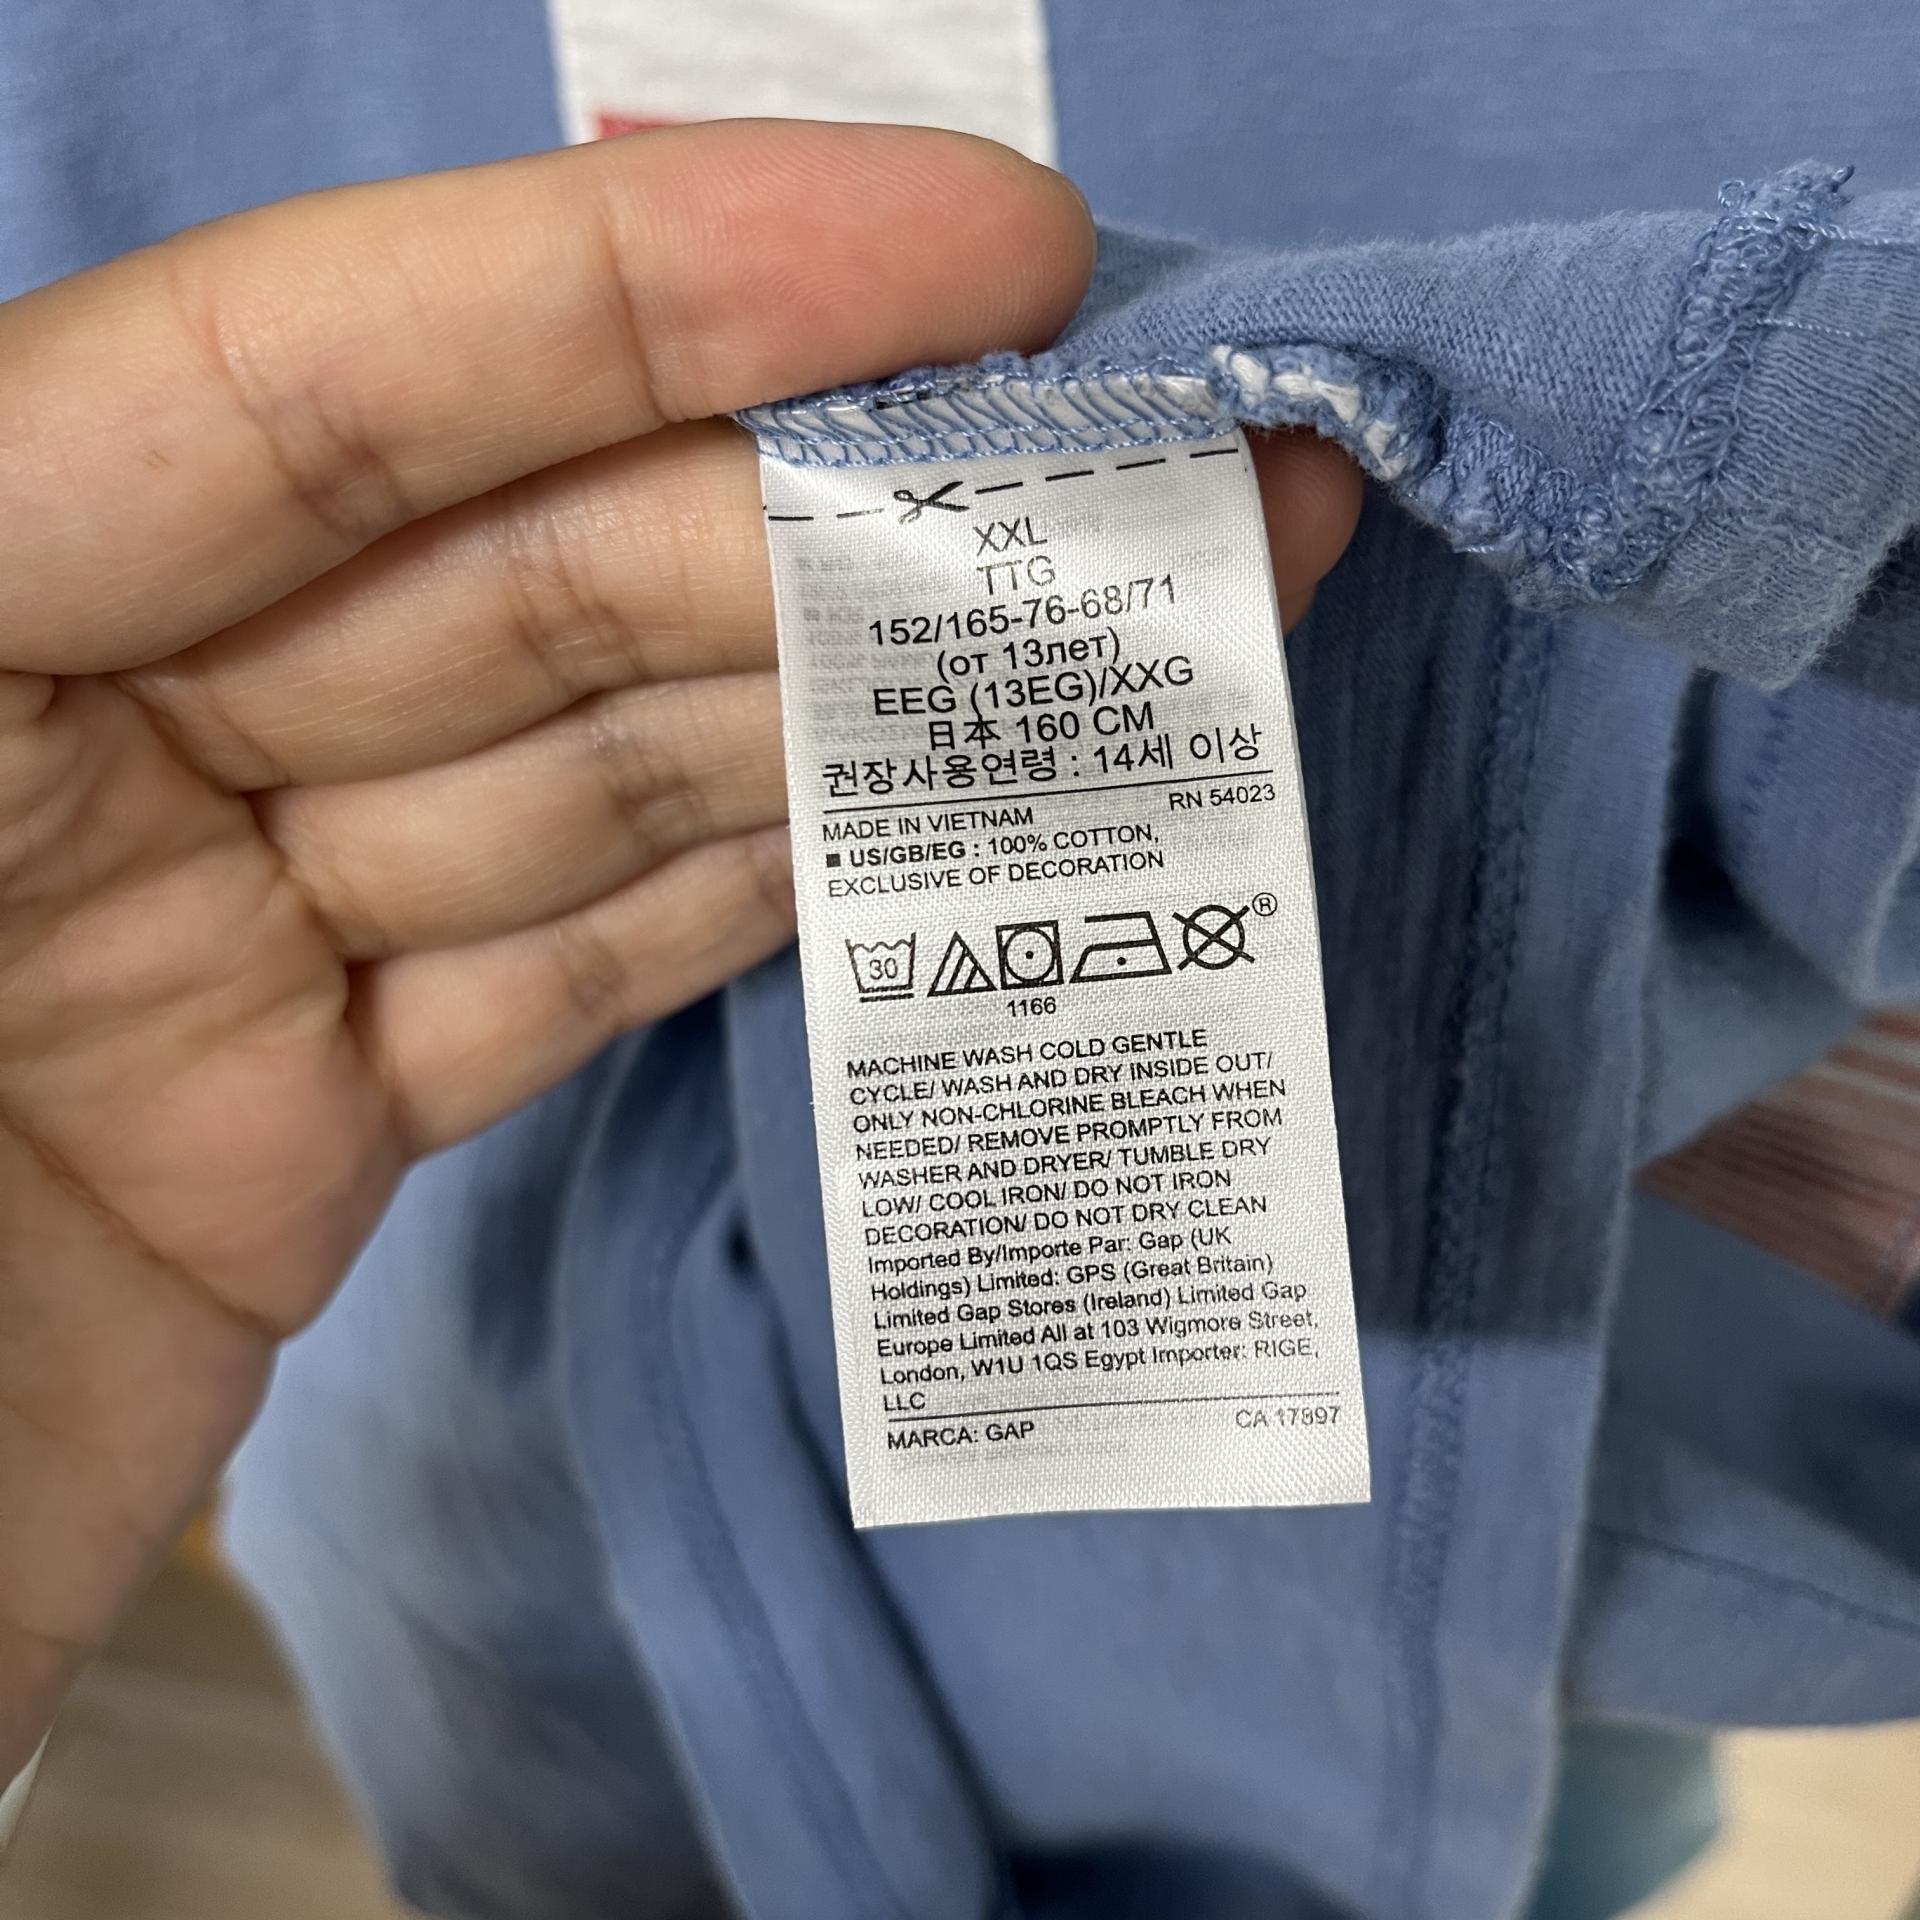 XXL
TTG
152/165-76-68/71
(от 13лет)
EEG (13EG)/XXG
日本 160 CM
권장사용연령 : 14세 이상
RN 54023
MADE IN VIETNAM
■ US/GB/EG : 100% COTTON,
EXCLUSIVE OF DECORATION
®
30
1166
MACHINE WASH COLD GENTLE
CYCLE/ WASH AND DRY INSIDE OUT/
ONLY NON-CHLORINE BLEACH WHEN
NEEDED/ REMOVE PROMPTLY FROM
WASHER AND DRYER/ TUMBLE DRY
LOW/ COOL IRON/ DO NOT IRON
DECORATION/ DO NOT DRY CLEAN
Imported By/Importe Par: Gap (UK
Holdings) Limited: GPS (Great Britain)
Limited Gap Stores (Ireland) Limited Gap
Europe Limited All at 103 Wigmore Street,
London, W1U 1QS Egypt Importer: RIGE,
LLC
CA 17897
MARCA: GAP